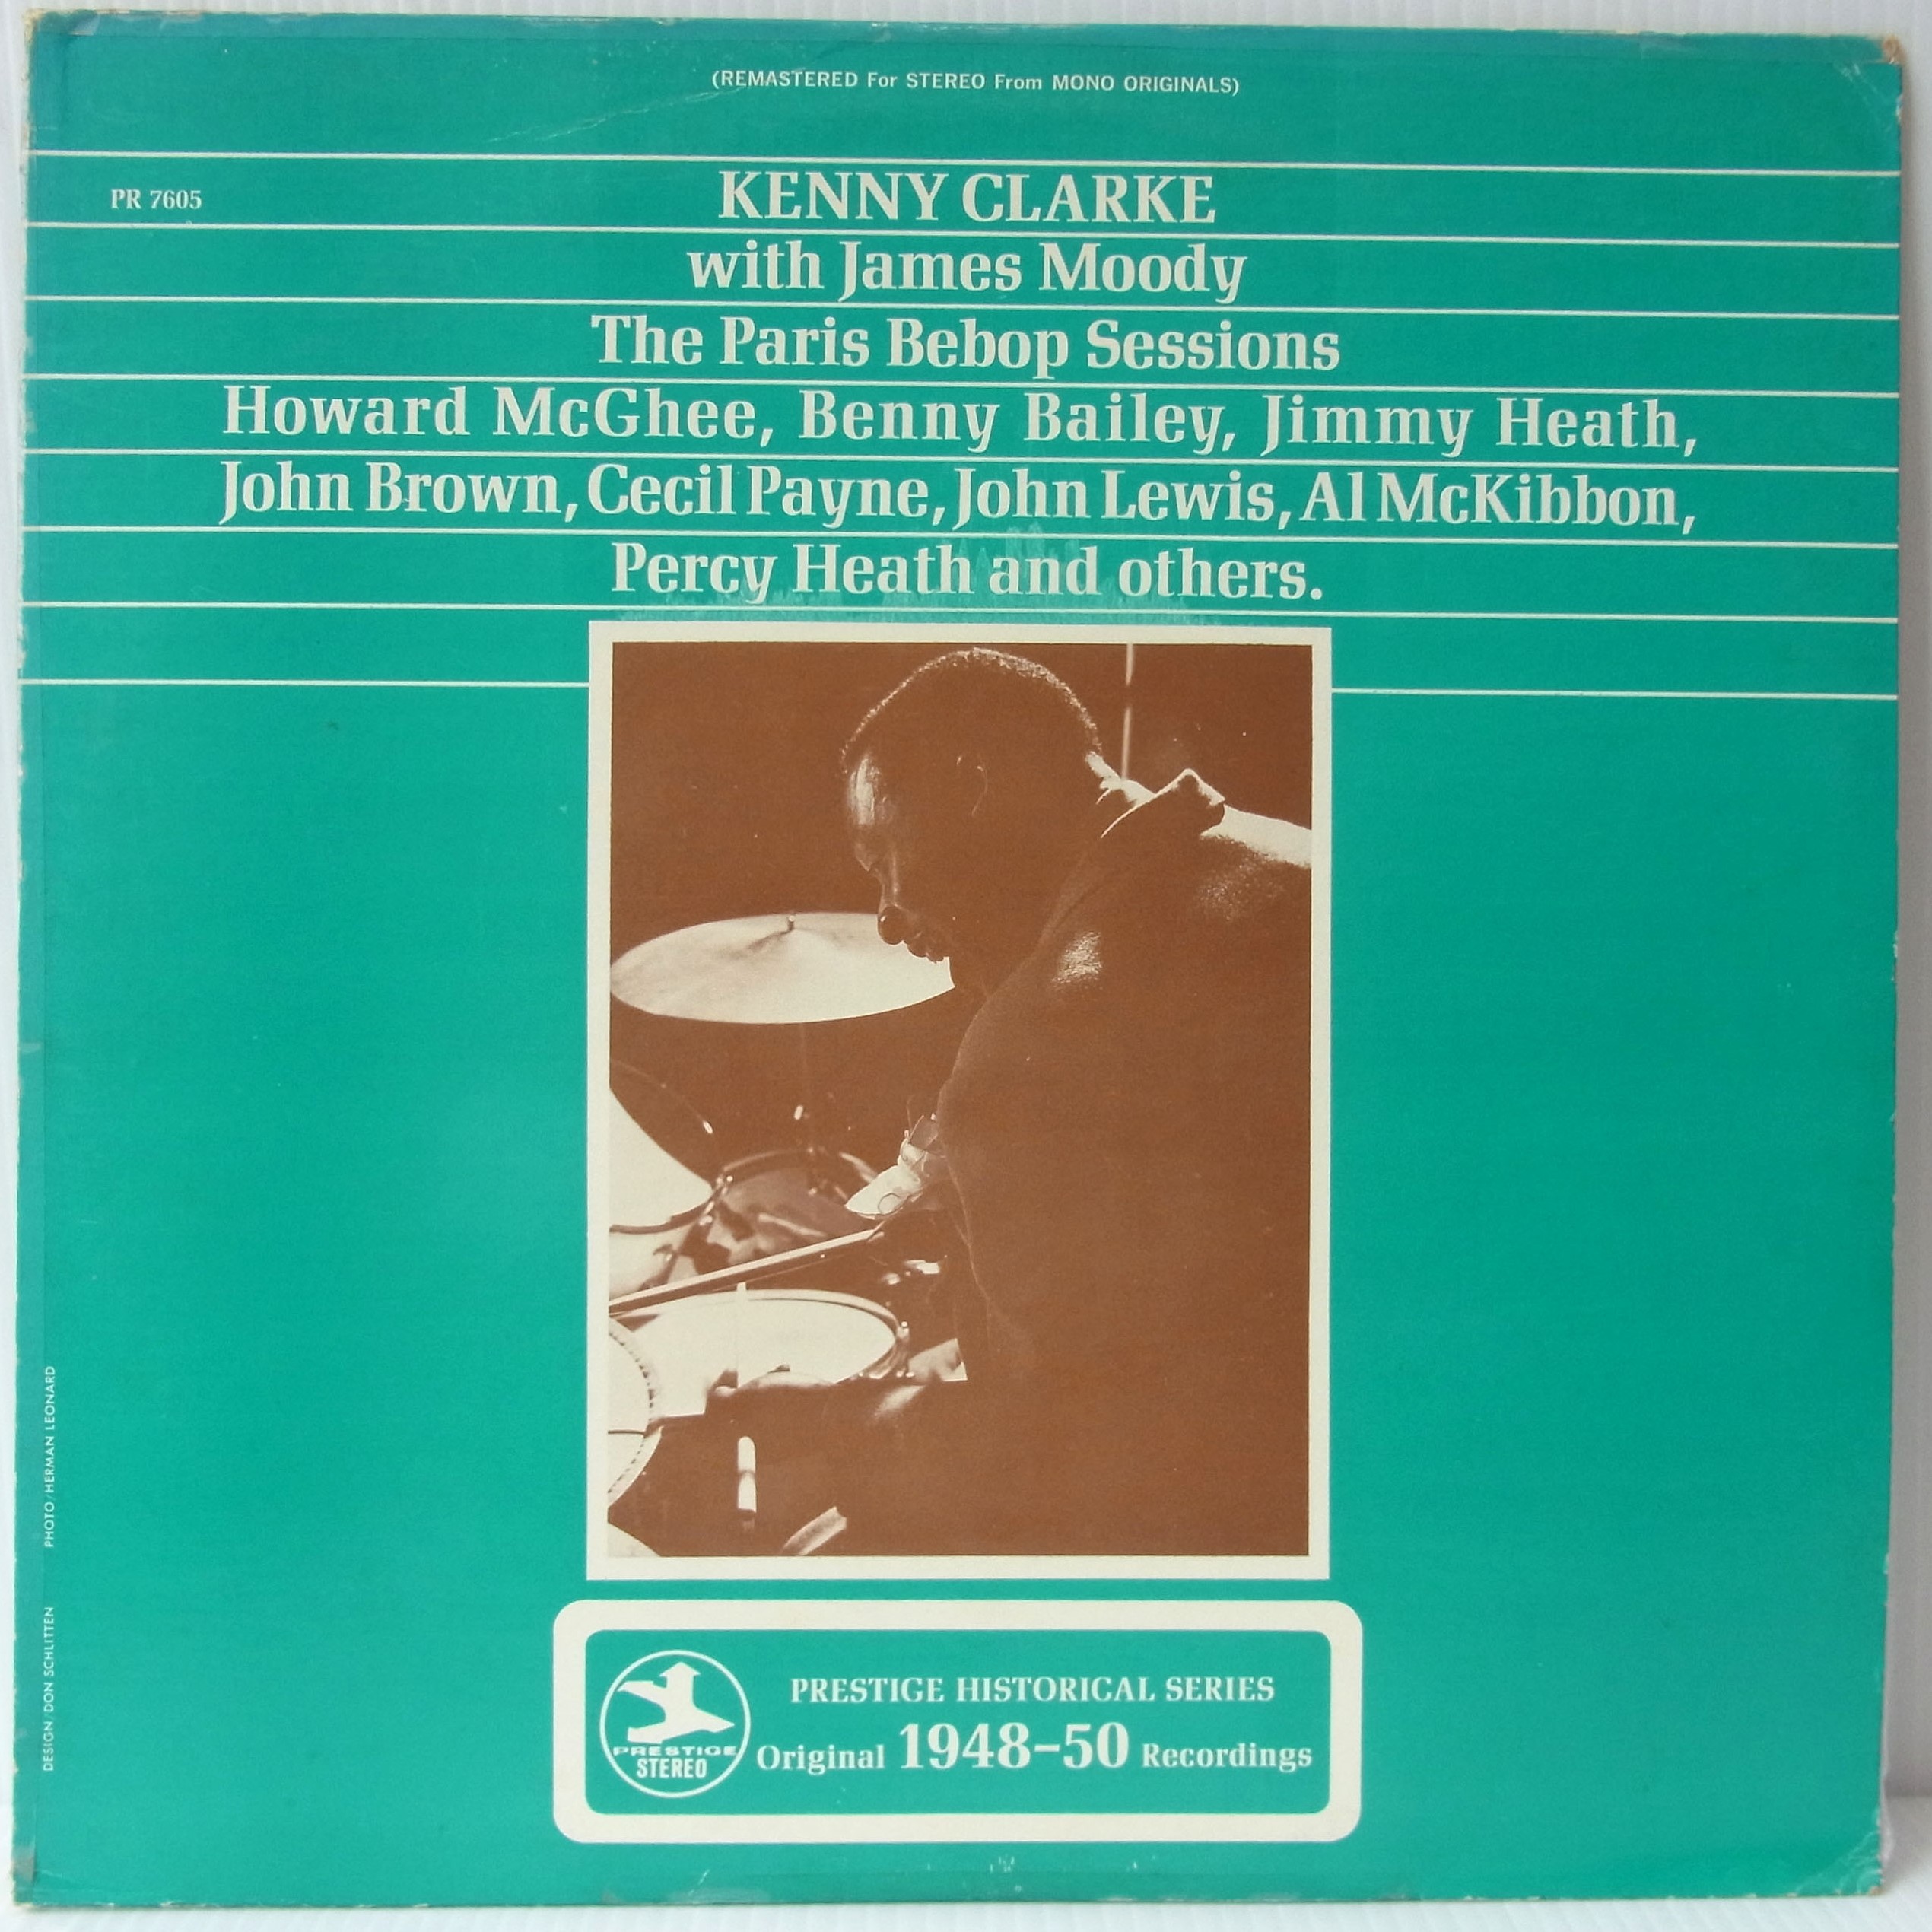 (REMASTERED For STEREO From MONO ORIGINALS)
PR 7605
KENNY CLARKE
with James Moody
The Paris Bebop Sessions
Howard McGhee, Benny Bailey, Jimmy Heath,
John Brown, Cecil Payne, John Lewis, Al McKibbon,
Percy Heath and others.
PHOTO/HERMAN LEONARD
DESIGN/DON SCHLITTEN
PRESTIGE
STEREO
PRESTIGE HISTORICAL SERIES
Original 1948-50 Recordings